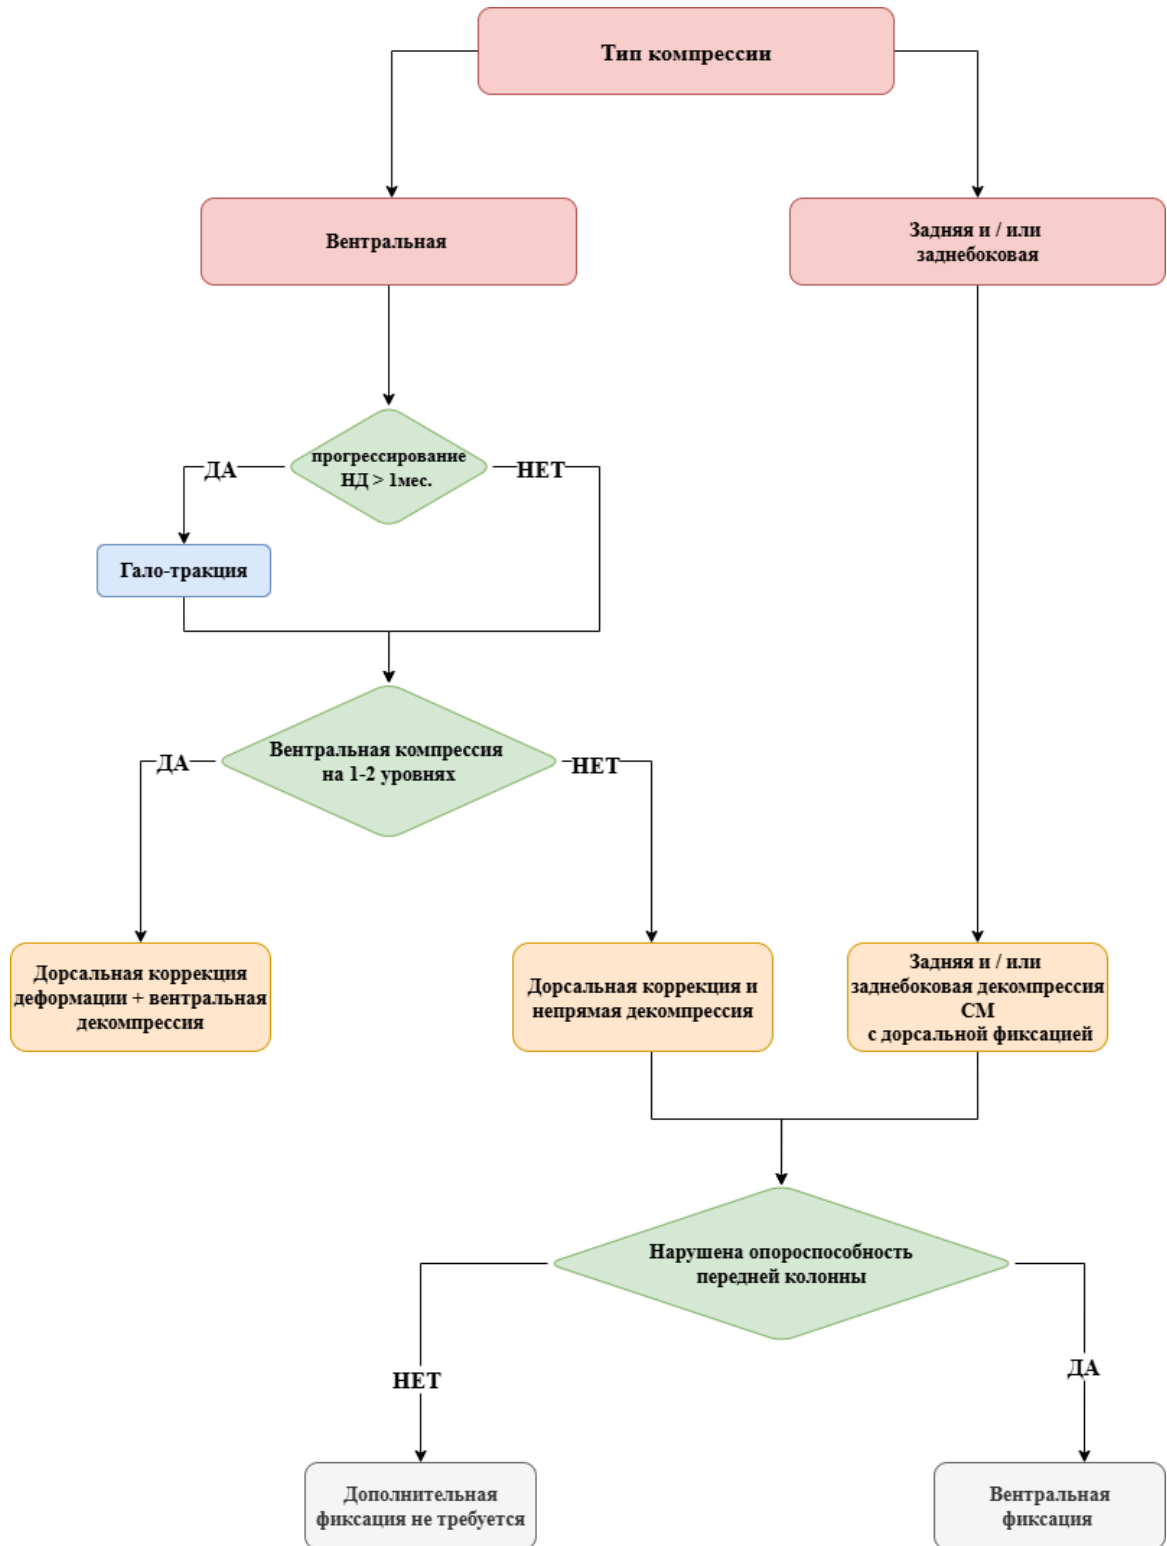 Тип компрессии
Вентральная
Задняя и / или
заднебоковая
прогрессирование
НД > 1мес.
ДА
НЕТ
Гало-тракция
Вентральная компрессия
на 1-2 уровнях
ДА
НЕТ
Дорсальная коррекция
деформации + вентральная
декомпрессия
Дорсальная коррекция и
непрямая декомпрессия
Задняя и / или
заднебоковая декомпрессия
СМ
с дорсальной фиксацией
Нарушена опороспособность
передней колонны
НЕТ
ДА
Дополнительная
фиксация не требуется
Вентральная
фиксация